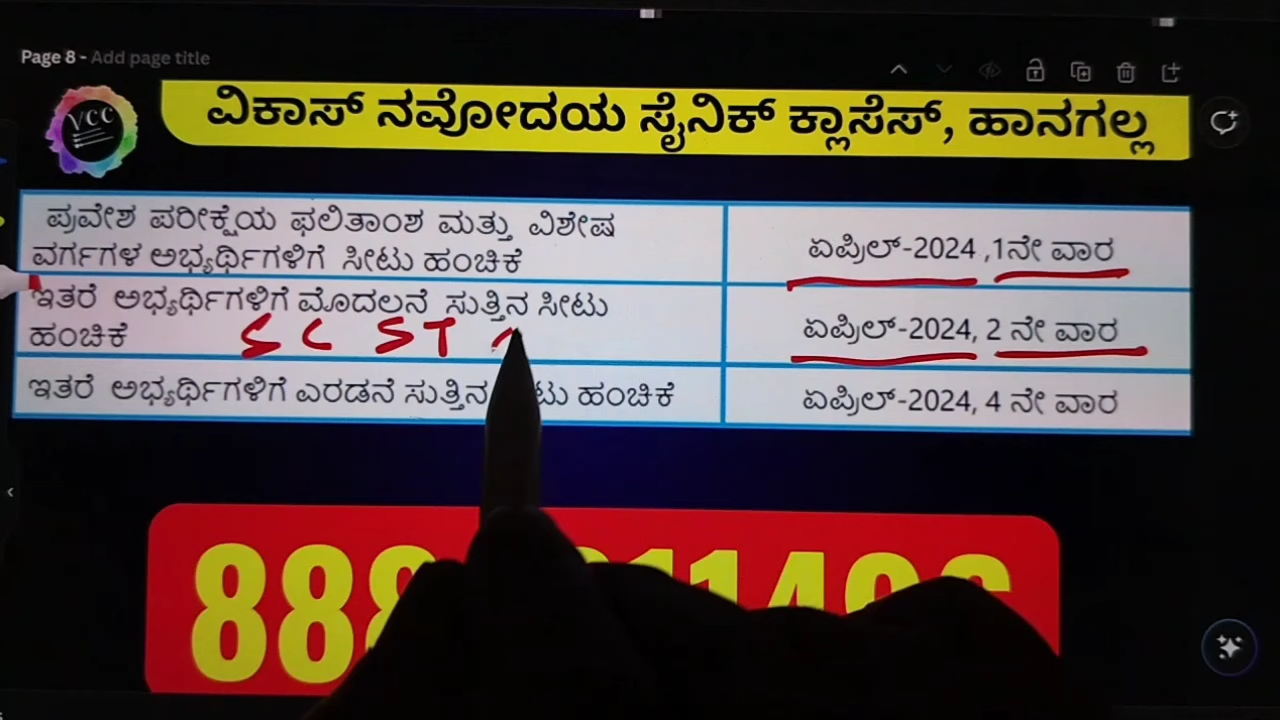 Page 8 - Add page title
VCC
ವಿಕಾಸ್ ನವೋದಯ ಸೈನಿಕ್ ಕ್ಲಾಸೆಸ್, ಹಾನಗಲ್ಲ
ಪ್ರವೇಶ ಪರೀಕ್ಷೆಯ ಫಲಿತಾಂಶ ಮತ್ತು ವಿಶೇಷ
ವರ್ಗಗಳ ಅಭ್ಯರ್ಥಿಗಳಿಗೆ ಸೀಟು ಹಂಚಿಕೆ
ಏಪ್ರಿಲ್-2024 ,1ನೇ ವಾರ
ಇತರೆ ಅಭ್ಯರ್ಥಿಗಳಿಗೆ ಮೊದಲನೆ ಸುತ್ತಿನ ಸೀಟು
ಹಂಚಿಕೆ
SC ST
ಏಪ್ರಿಲ್-2024, 2 ನೇ ವಾರ
ಇತರೆ ಅಭ್ಯರ್ಥಿಗಳಿಗೆ ಎರಡನೆ ಸುತ್ತಿನ ಹಂಚಿಕೆ
ಏಪ್ರಿಲ್-2024, 4 ನೇ ವಾರ